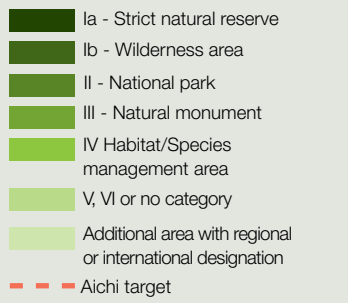 Ia - Strict natural reserve
Ib - Wilderness area
II - National park
III - Natural monument
IV Habitat/Species
management area
V, VI or no category
Additional area with regional
or international designation
Aichi target